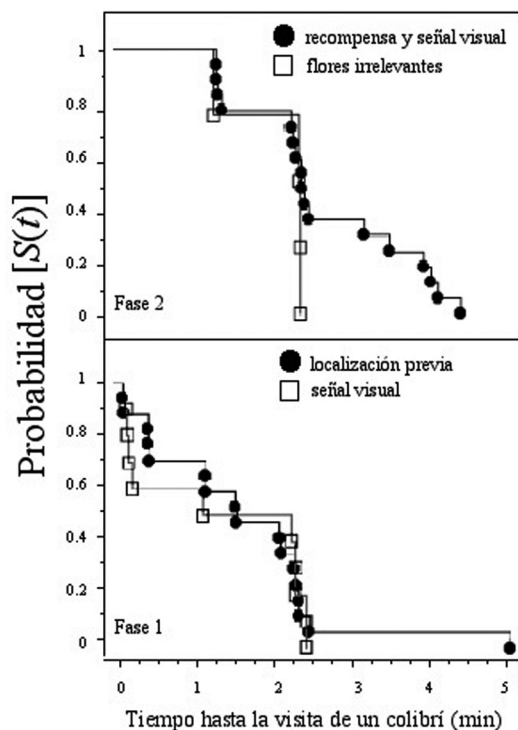 Probabilidad [S(t)]
recompensa y señal visual
flores irrelevantes
1
0.8
0.6
0.4
0.2
0
Fase 2
localización previa
señal visual
1
0.8
0.6
0.4
0.2
0
Fase 1
0 1 2 3 4 5
Tiempo hasta la visita de un colibrí (min)